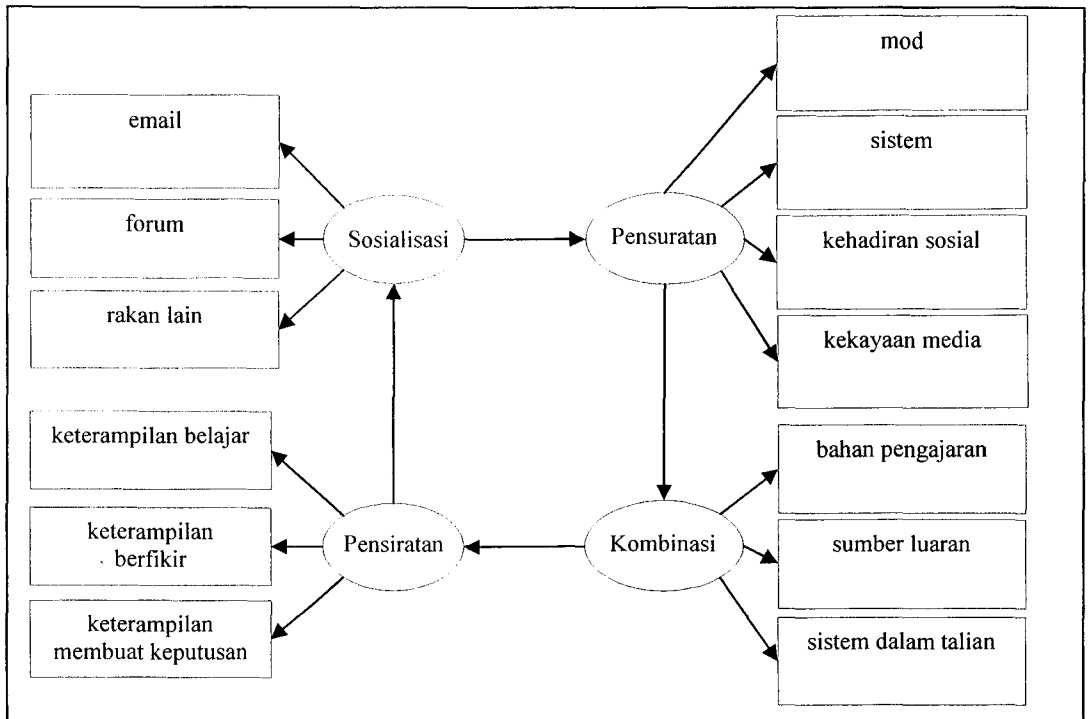 mod
email
sistem
forum
Sosialisasi
Pensuratan
kehadiran sosial
rakan lain
kekayaan media
keterampilan belajar
bahan pengajaran
keterampilan
berfikir
Pensiratan
Kombinasi
sumber luaran
keterampilan
membuat keputusan
sistem dalam talian